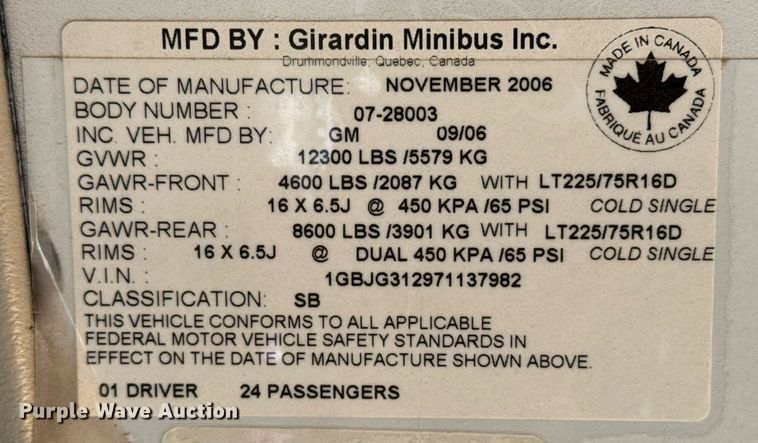 MFD BY : Girardin Minibus Inc.
Drummondville, Quebec, Canada
MADE IN CANADA
FABRIQUÉ AU CANADA
DATE OF MANUFACTURE: NOVEMBER 2006
BODY NUMBER : 07-28003
INC. VEH. MFD BY: GM 09/06
GVWR : 12300 LBS /5579 KG
GAWR-FRONT : 4600 LBS /2087 KG WITH LT225/75R16D
RIMS : 16 X 6.5J @ 450 KPA /65 PSI COLD SINGLE
GAWR-REAR : 8600 LBS /3901 KG WITH LT225/75R16D
RIMS : 16 X 6.5J @ DUAL 450 KPA /65 PSI COLD SINGLE
V.I.N. : 1GBJG312971137982
CLASSIFICATION: SB
THIS VEHICLE CONFORMS TO ALL APPLICABLE
FEDERAL MOTOR VEHICLE SAFETY STANDARDS IN
EFFECT ON THE DATE OF MANUFACTURE SHOWN ABOVE.
01 DRIVER 24 PASSENGERS
Purple Wave Auction